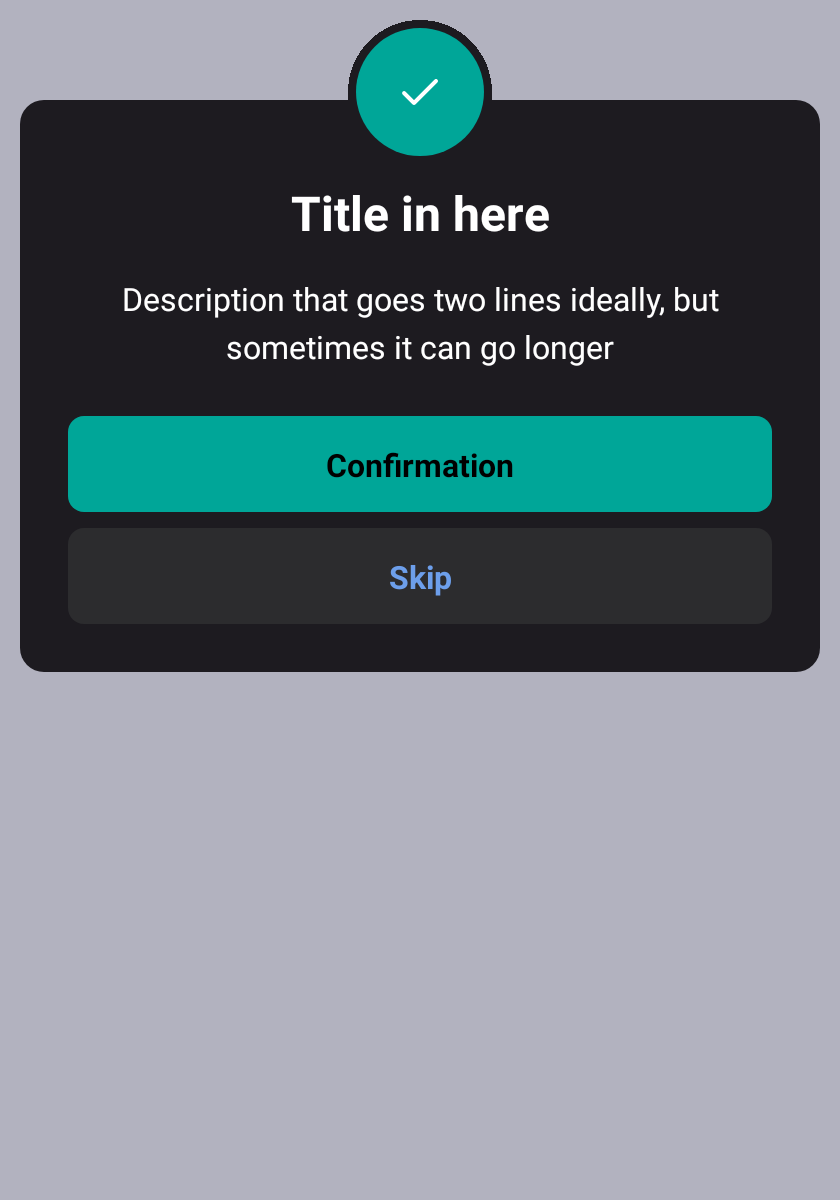 Title in here
Description that goes two lines ideally, but
sometimes it can go longer
Confirmation
Skip